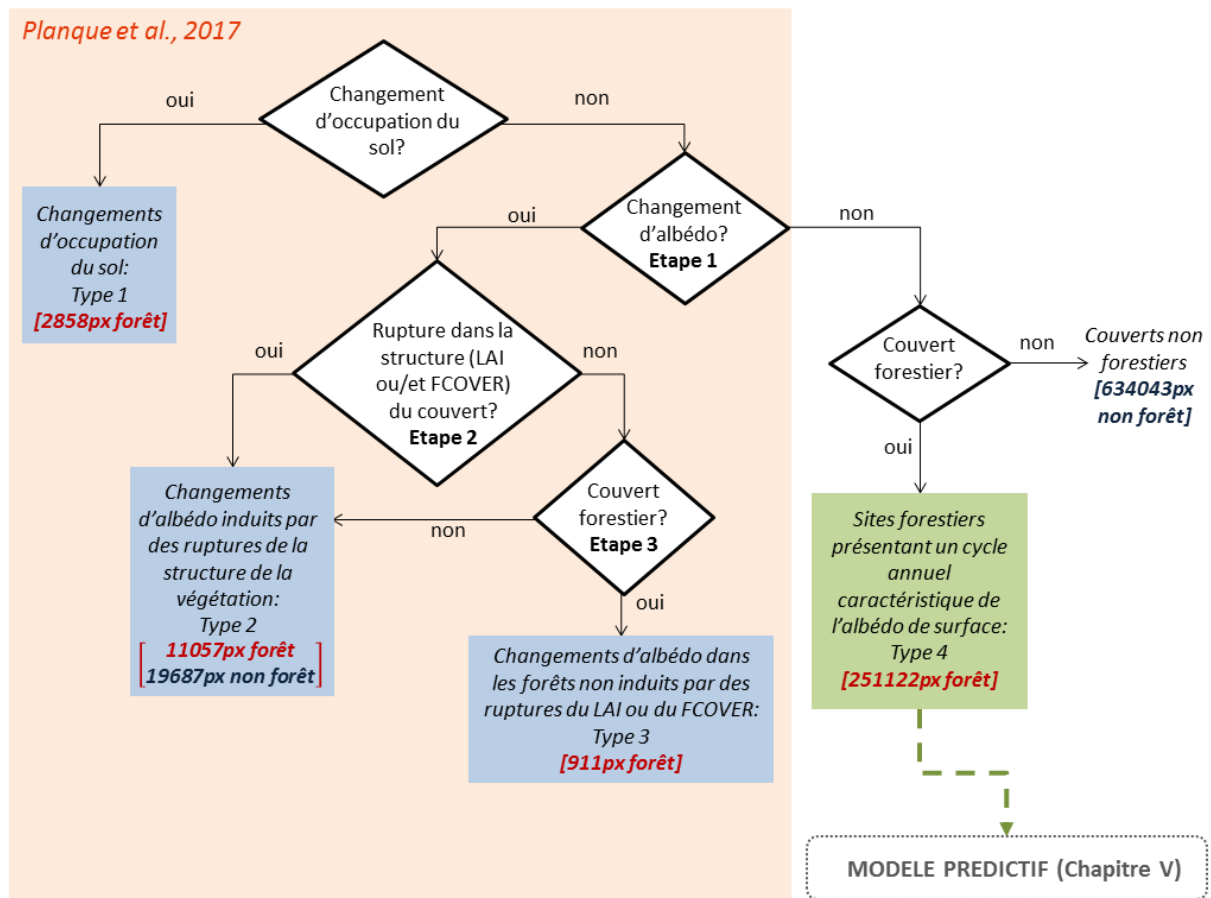 Planque et al., 2017
Changement
d'occupation du
sol?
oui
non
Changements
d'occupation
du sol:
Type 1
[2858px forêt]
Changement
d'albédo?
Etape 1
oui
non
Rupture dans la
structure (LAI
ou/et FCOVER)
du couvert?
Etape 2
oui
non
Couvert
forestier?
non
Couverts non
forestiers
[634043px
non forêt]
oui
Changements
d'albédo induits par
des ruptures de la
structure de la
végétation:
Type 2
[11057px forêt
19687px non forêt]
Couvert
forestier?
Etape 3
non
oui
Changements d'albédo dans
les forêts non induits par des
ruptures du LAI ou du FCOVER:
Type 3
[911px forêt]
Sites forestiers
présentant un cycle
annuel
caractéristique de
l'albédo de surface:
Type 4
[251122px forêt]
MODELE PREDICTIF (Chapitre V)